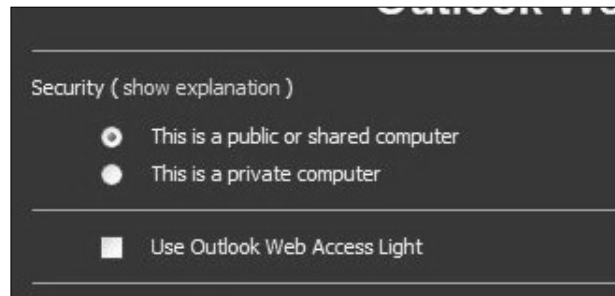 Security ( show explanation )
This is a public or shared computer
This is a private computer
Use Outlook Web Access Light